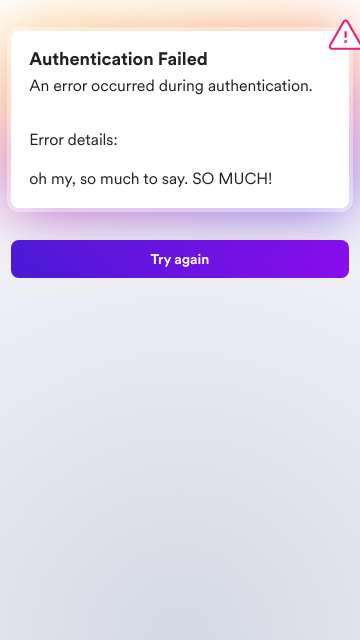 Authentication Failed
An error occurred during authentication.
Error details:
oh my, so much to say. SO MUCH!
Try again